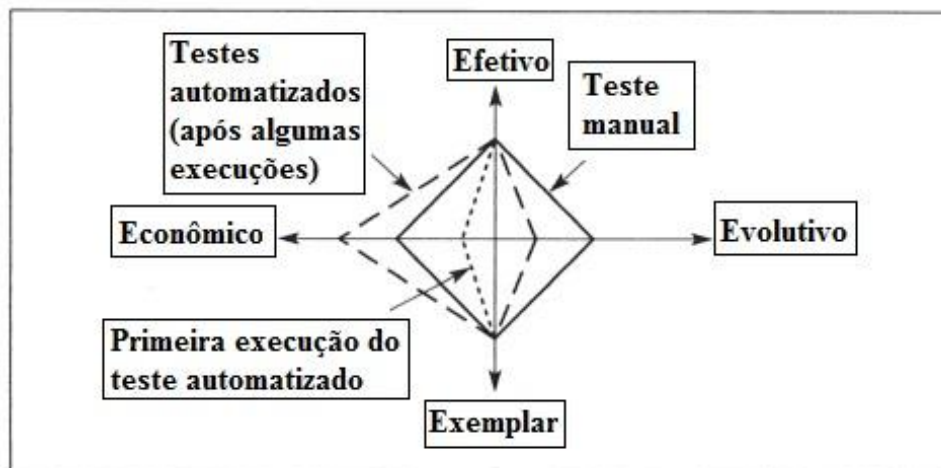 Testes
automatizados
(após algumas
execuções)
Efetivo
Teste
manual
Econômico
Evolutivo
Primeira execução do
teste automatizado
Exemplar